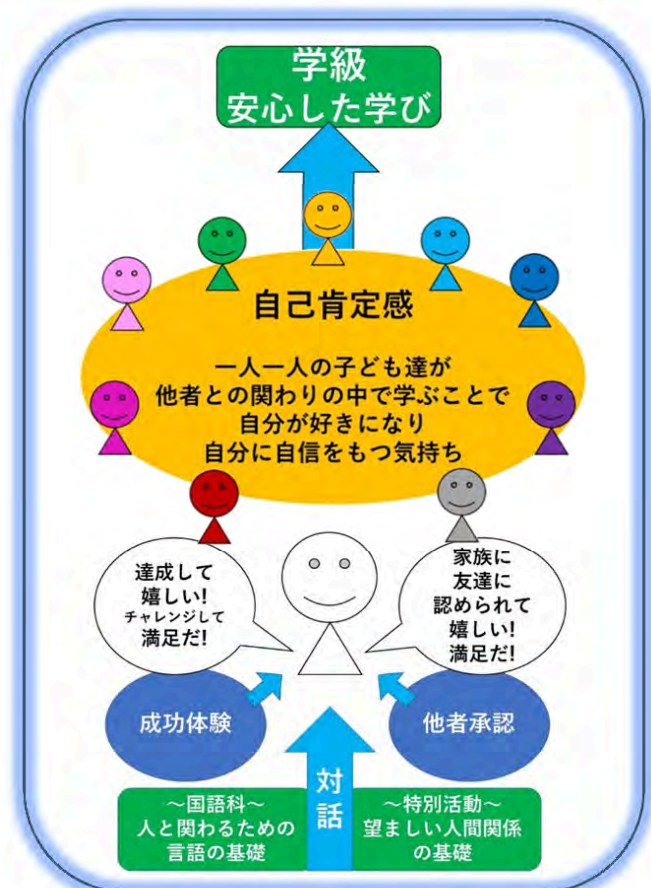 学級
安心した学び
自己肯定感
一人一人の子ども達が
他者との関わりの中で学ぶことで
自分が好きになり
自分に自信をもつ気持ち
達成して
嬉しい!
チャレンジして
満足だ!
家族に
友達に
認められて
嬉しい!
満足だ!
成功体験
他者承認
対話
～国語科～
人と関わるための
言語の基礎
～特別活動～
望ましい人間関係
の基礎